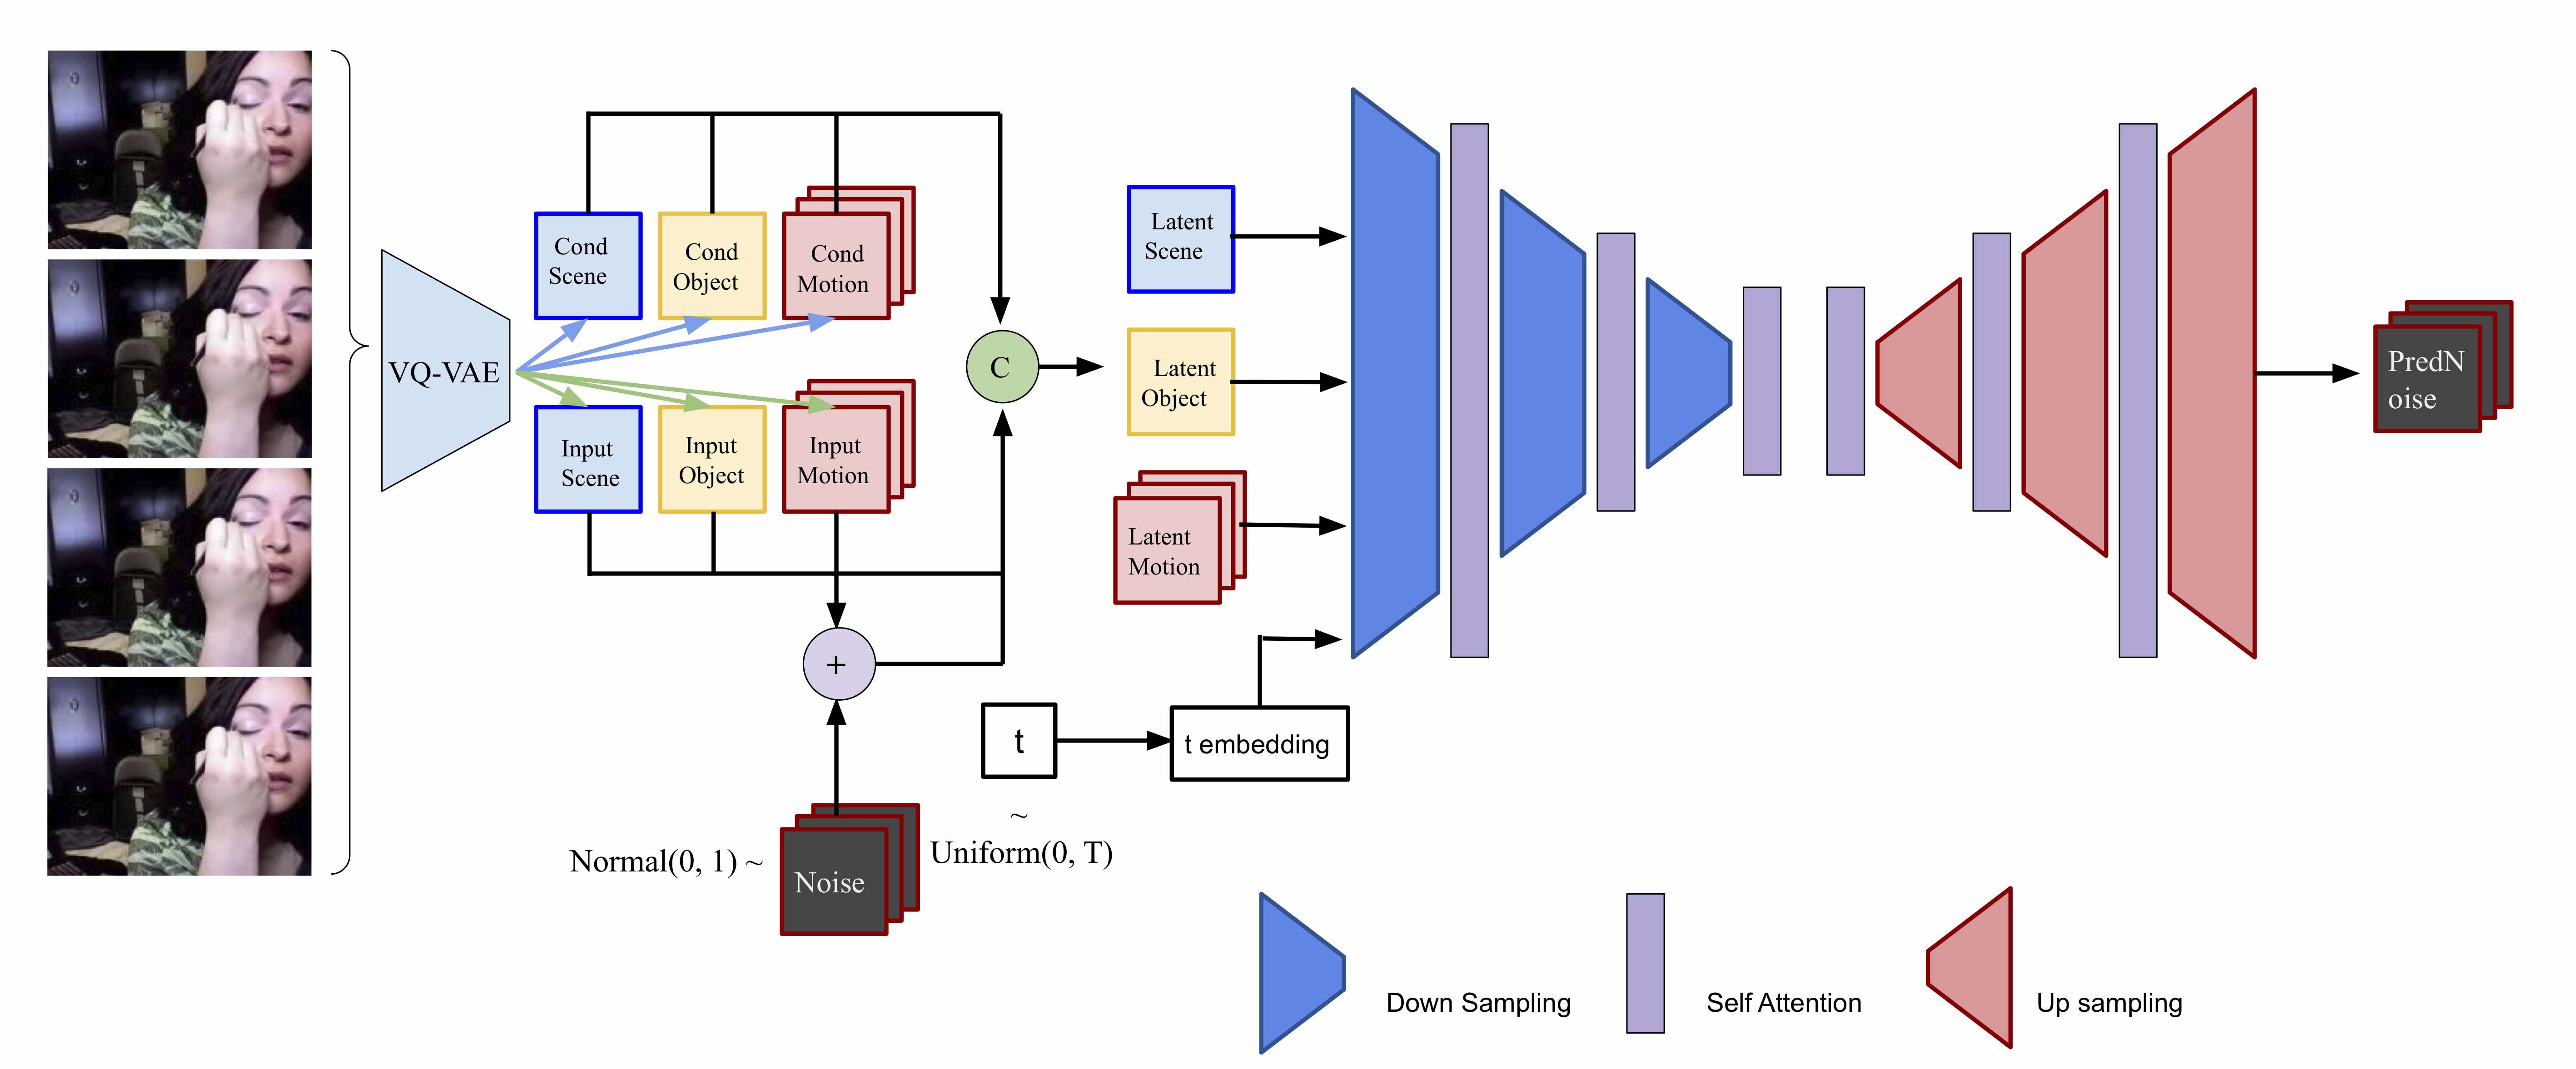 VQ-VAE
Cond
Scene
Cond
Object
Cond
Motion
Input
Scene
Input
Object
Input
Motion
C
+
Normal(0, 1) ~
Noise
t
~
Uniform(0, T)
t embedding
Latent
Scene
Latent
Object
Latent
Motion
PredN
oise
Down Sampling
Self Attention
Up sampling